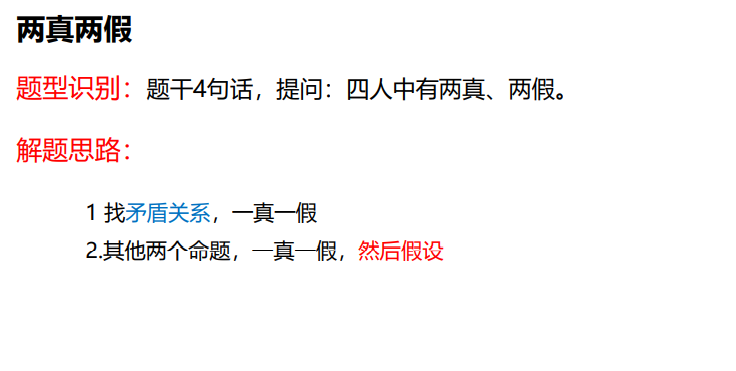 两真两假
题型识别：题干4句话，提问：四人中有两真、两假。
解题思路：
1 找矛盾关系，一真一假
2.其他两个命题，一真一假，然后假设